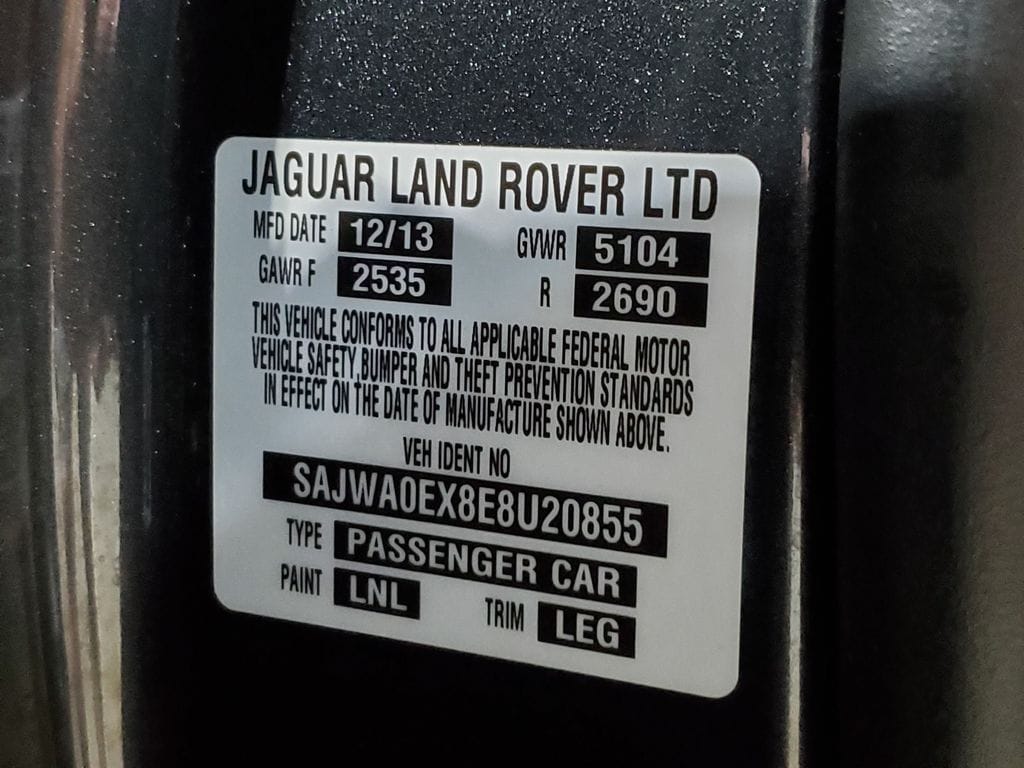 JAGUAR LAND ROVER LTD
MFD DATE 12/13 GVWR 5104
GAWR F 2535 R 2690
THIS VEHICLE CONFORMS TO ALL APPLICABLE FEDERAL MOTOR
VEHICLE SAFETY,BUMPER AND THEFT PREVENTION STANDARDS
IN EFFECT ON THE DATE OF MANUFACTURE SHOWN ABOVE.
VEH IDENT NO
SAJWA0EX8E8U20855
TYPE PASSENGER CAR
PAINT LNL TRIM LEG